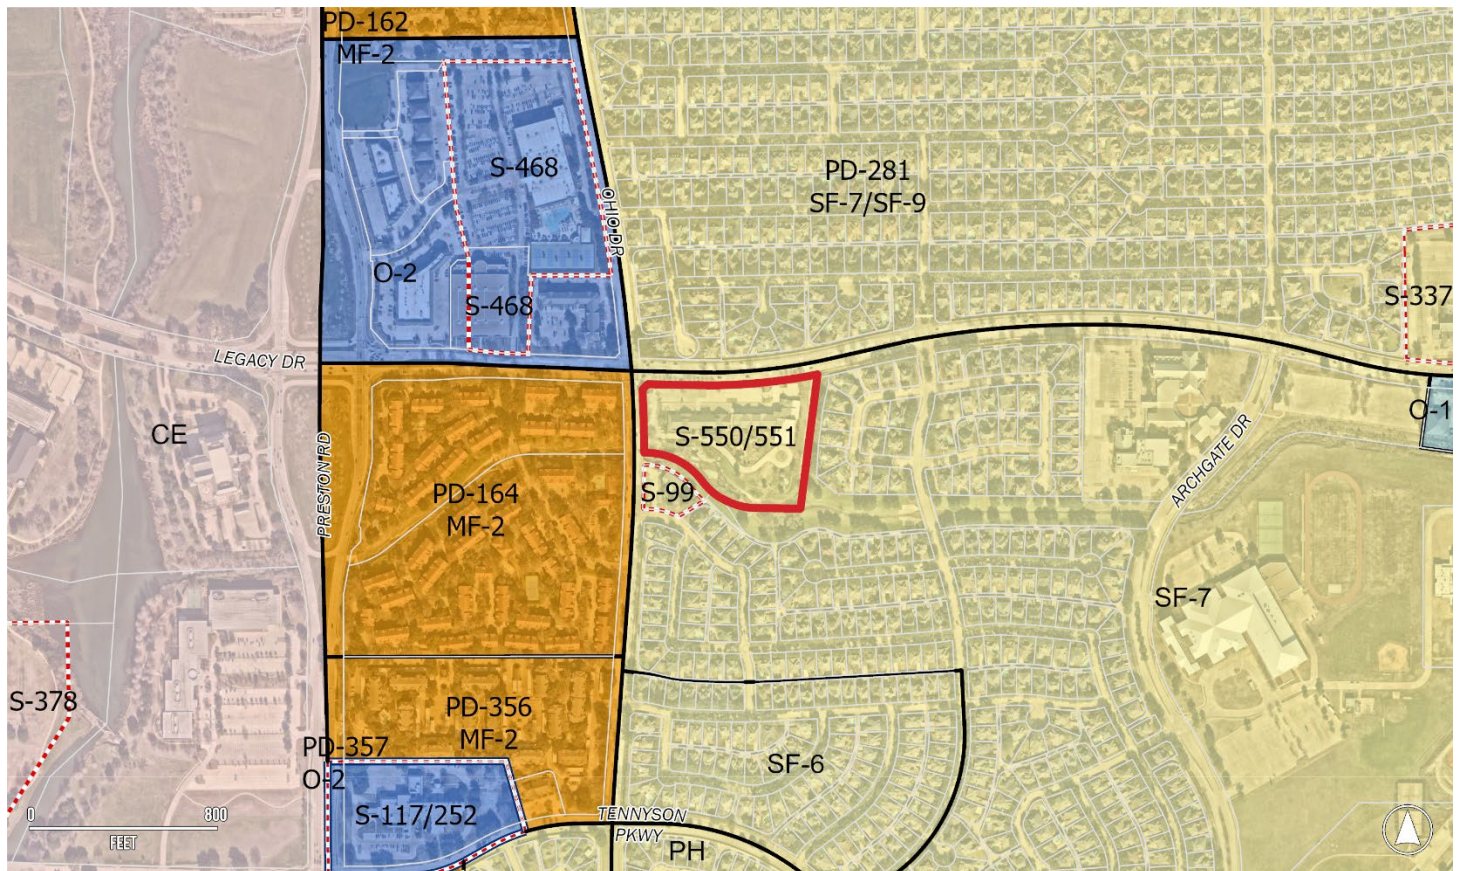 PD-162
MF-2
S-468
OHIO DR
PD-281
SF-7/SF-9
O-2
S-468
S-337
LEGACY DR
CE
PRESTON RD
S-550/551
O-1
ARCHGATE DR
PD-164
MF-2
S-99
SF-7
S-378
PD-356
MF-2
PD-357
O-2
SF-6
S-117/252
TENNYSON
PKWY
PH
0
800
FEET